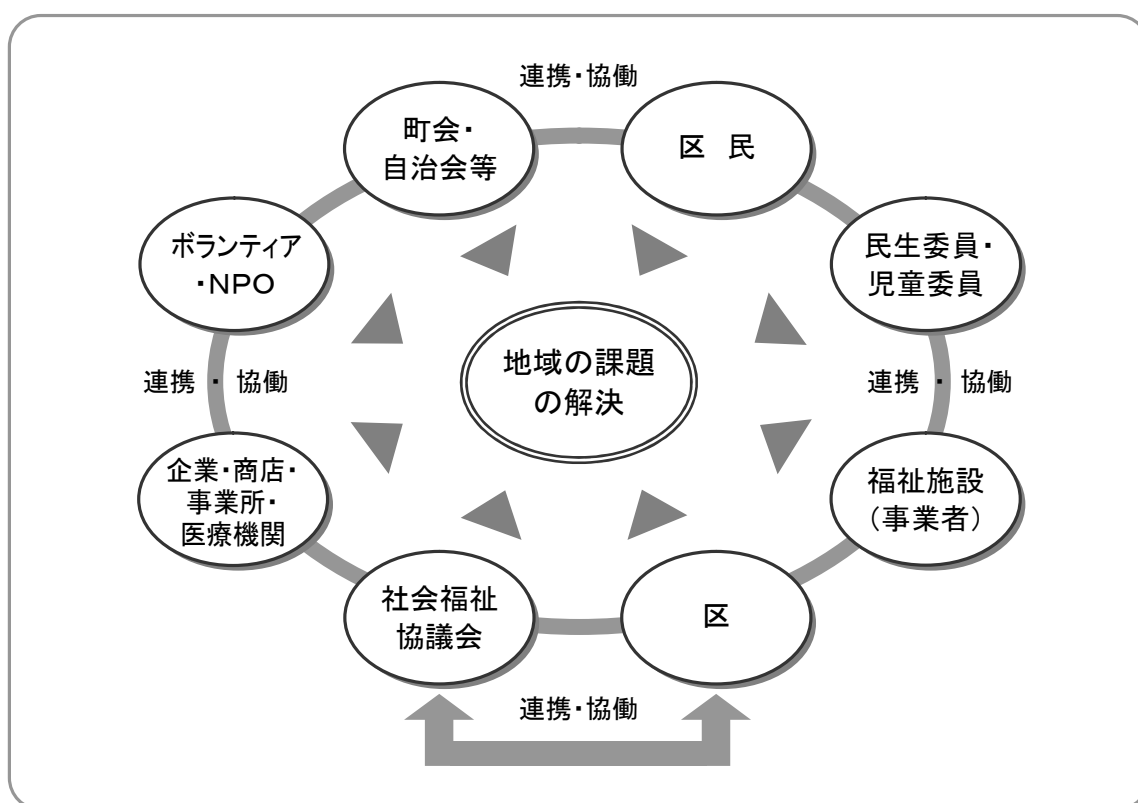 連携・協働
町会・
自治会等
区 民
ボランティア
・NPO
民生委員・
児童委員
地域の課題
の解決
連携 ・ 協働
連携 ・ 協働
企業・商店・
事業所・
医療機関
福祉施設
（事業者）
社会福祉
協議会
区
連携・協働